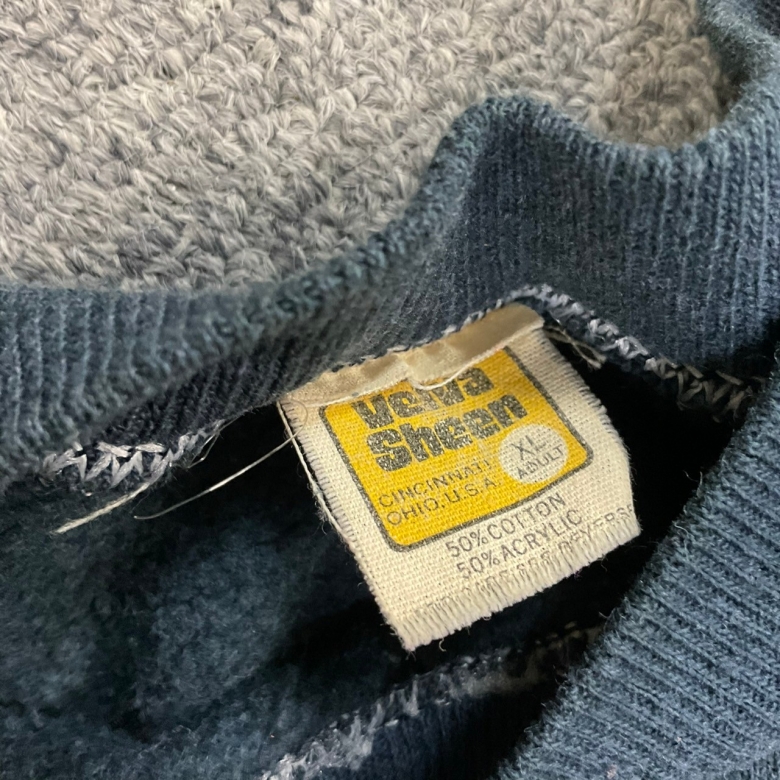 Velva
Sheen
XL
ADULT
CINCINNATI
OHIO, U.S.A.
50% COTTON
50% ACRYLIC